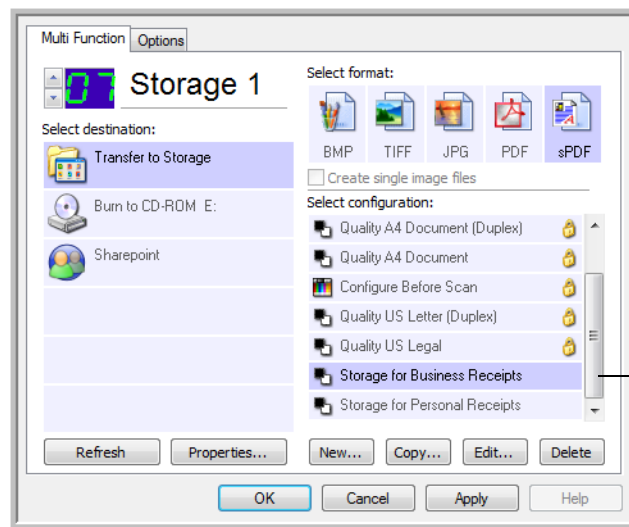 Multi Function Options
07 Storage 1
Select destination:
Transfer to Storage
Burn to CD-ROM E:
Sharepoint
Refresh Properties...
Select format:
BMP TIFF JPG PDF sPDF
Create single image files
Select configuration:
Quality A4 Document (Duplex)
Quality A4 Document
Configure Before Scan
Quality US Letter (Duplex)
Quality US Legal
Storage for Business Receipts
Storage for Personal Receipts
New... Copy... Edit... Delete
OK Cancel Apply Help